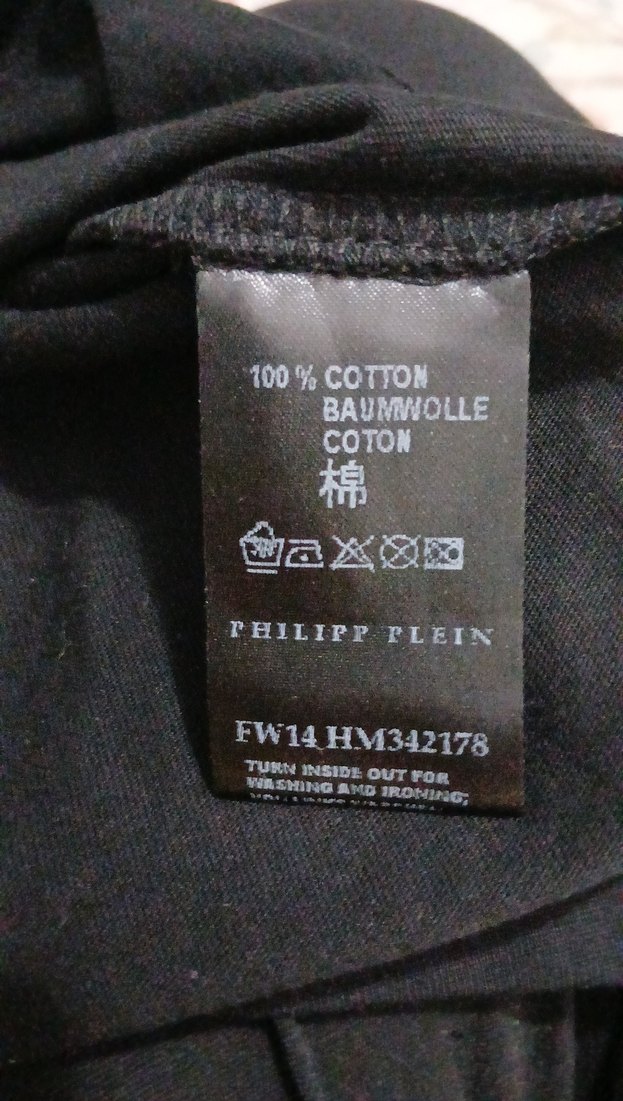 100 % COTTON
BAUMWOLLE
COTON
棉
PHILIPP PLEIN
FW14 HM342178
TURN INSIDE OUT FOR
WASHING AND IRONING;